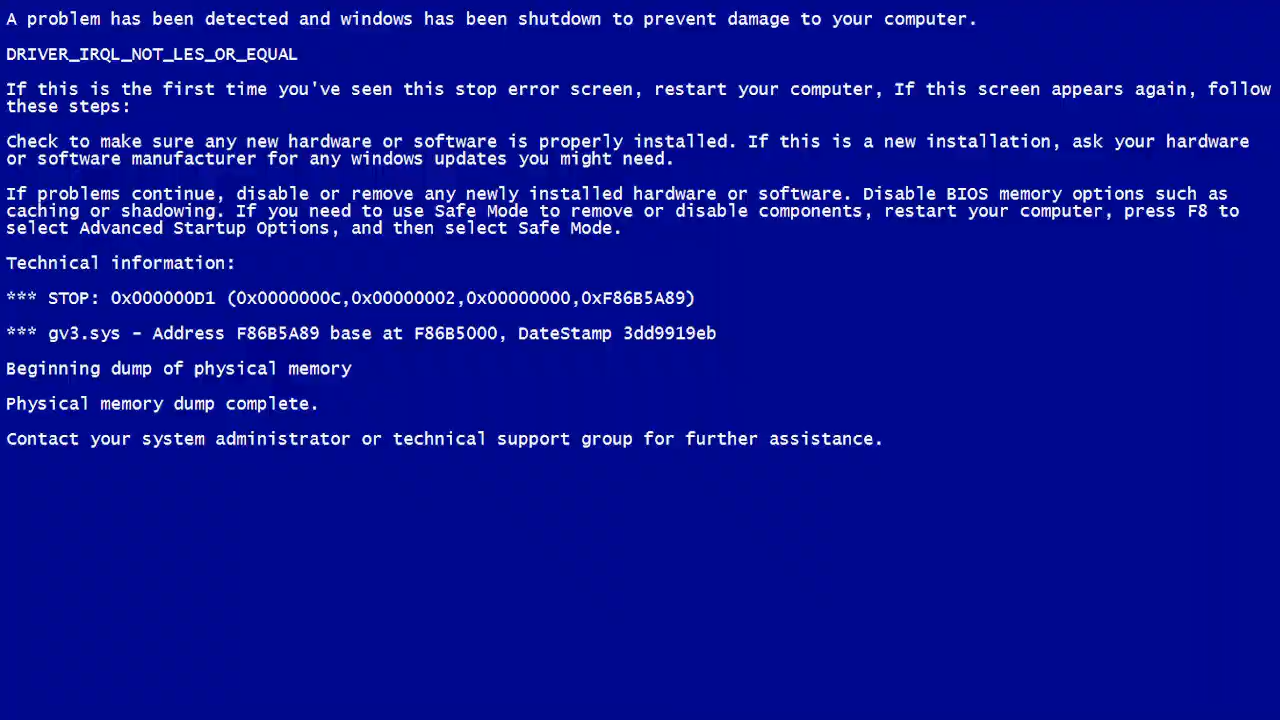 A problem has been detected and windows has been shutdown to prevent damage to your computer.
DRIVER_IRQL_NOT_LES_OR_EQUAL
If this is the first time you've seen this stop error screen, restart your computer, If this screen appears again, follow
these steps:
Check to make sure any new hardware or software is properly installed. If this is a new installation, ask your hardware
or software manufacturer for any windows updates you might need.
If problems continue, disable or remove any newly installed hardware or software. Disable BIOS memory options such as
caching or shadowing. If you need to use Safe Mode to remove or disable components, restart your computer, press F8 to
select Advanced Startup Options, and then select Safe Mode.
Technical information:
*** STOP: 0x000000D1 (0x0000000C,0x00000002,0x00000000,0xF86B5A89)
*** gv3.sys - Address F86B5A89 base at F86B5000, DateStamp 3dd9919eb
Beginning dump of physical memory
Physical memory dump complete.
Contact your system administrator or technical support group for further assistance.